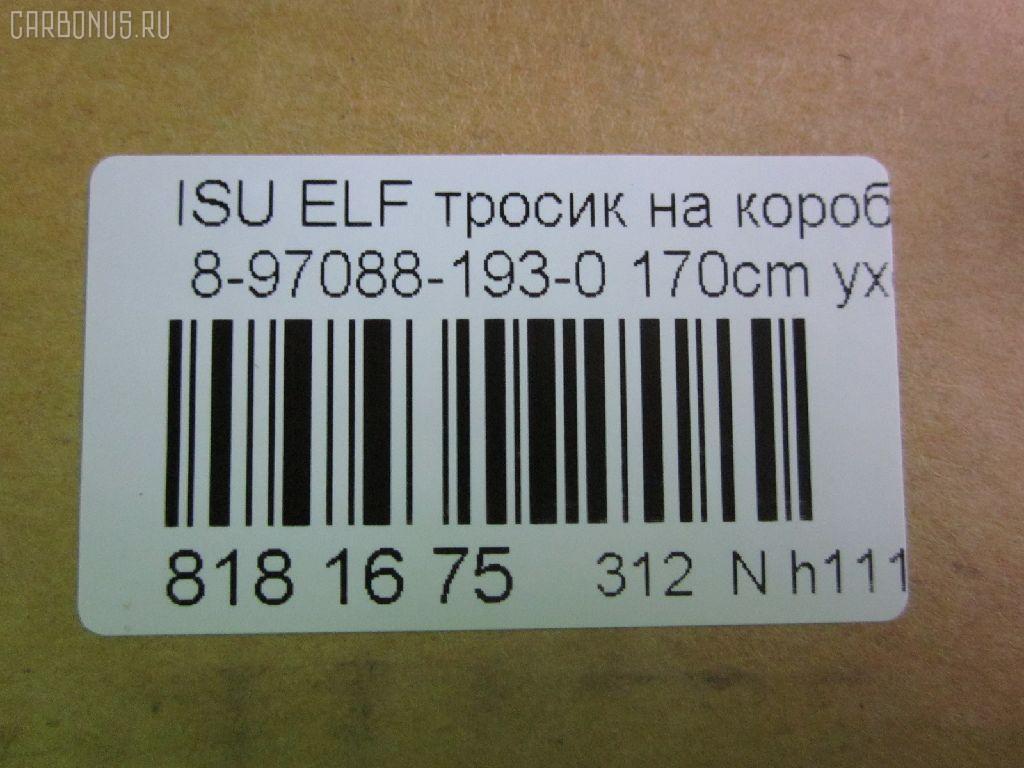 CARBONUS.RU
ISU ELF тросик на короб
8-97088-193-0 170cm ух
818 16 75 312 N h111